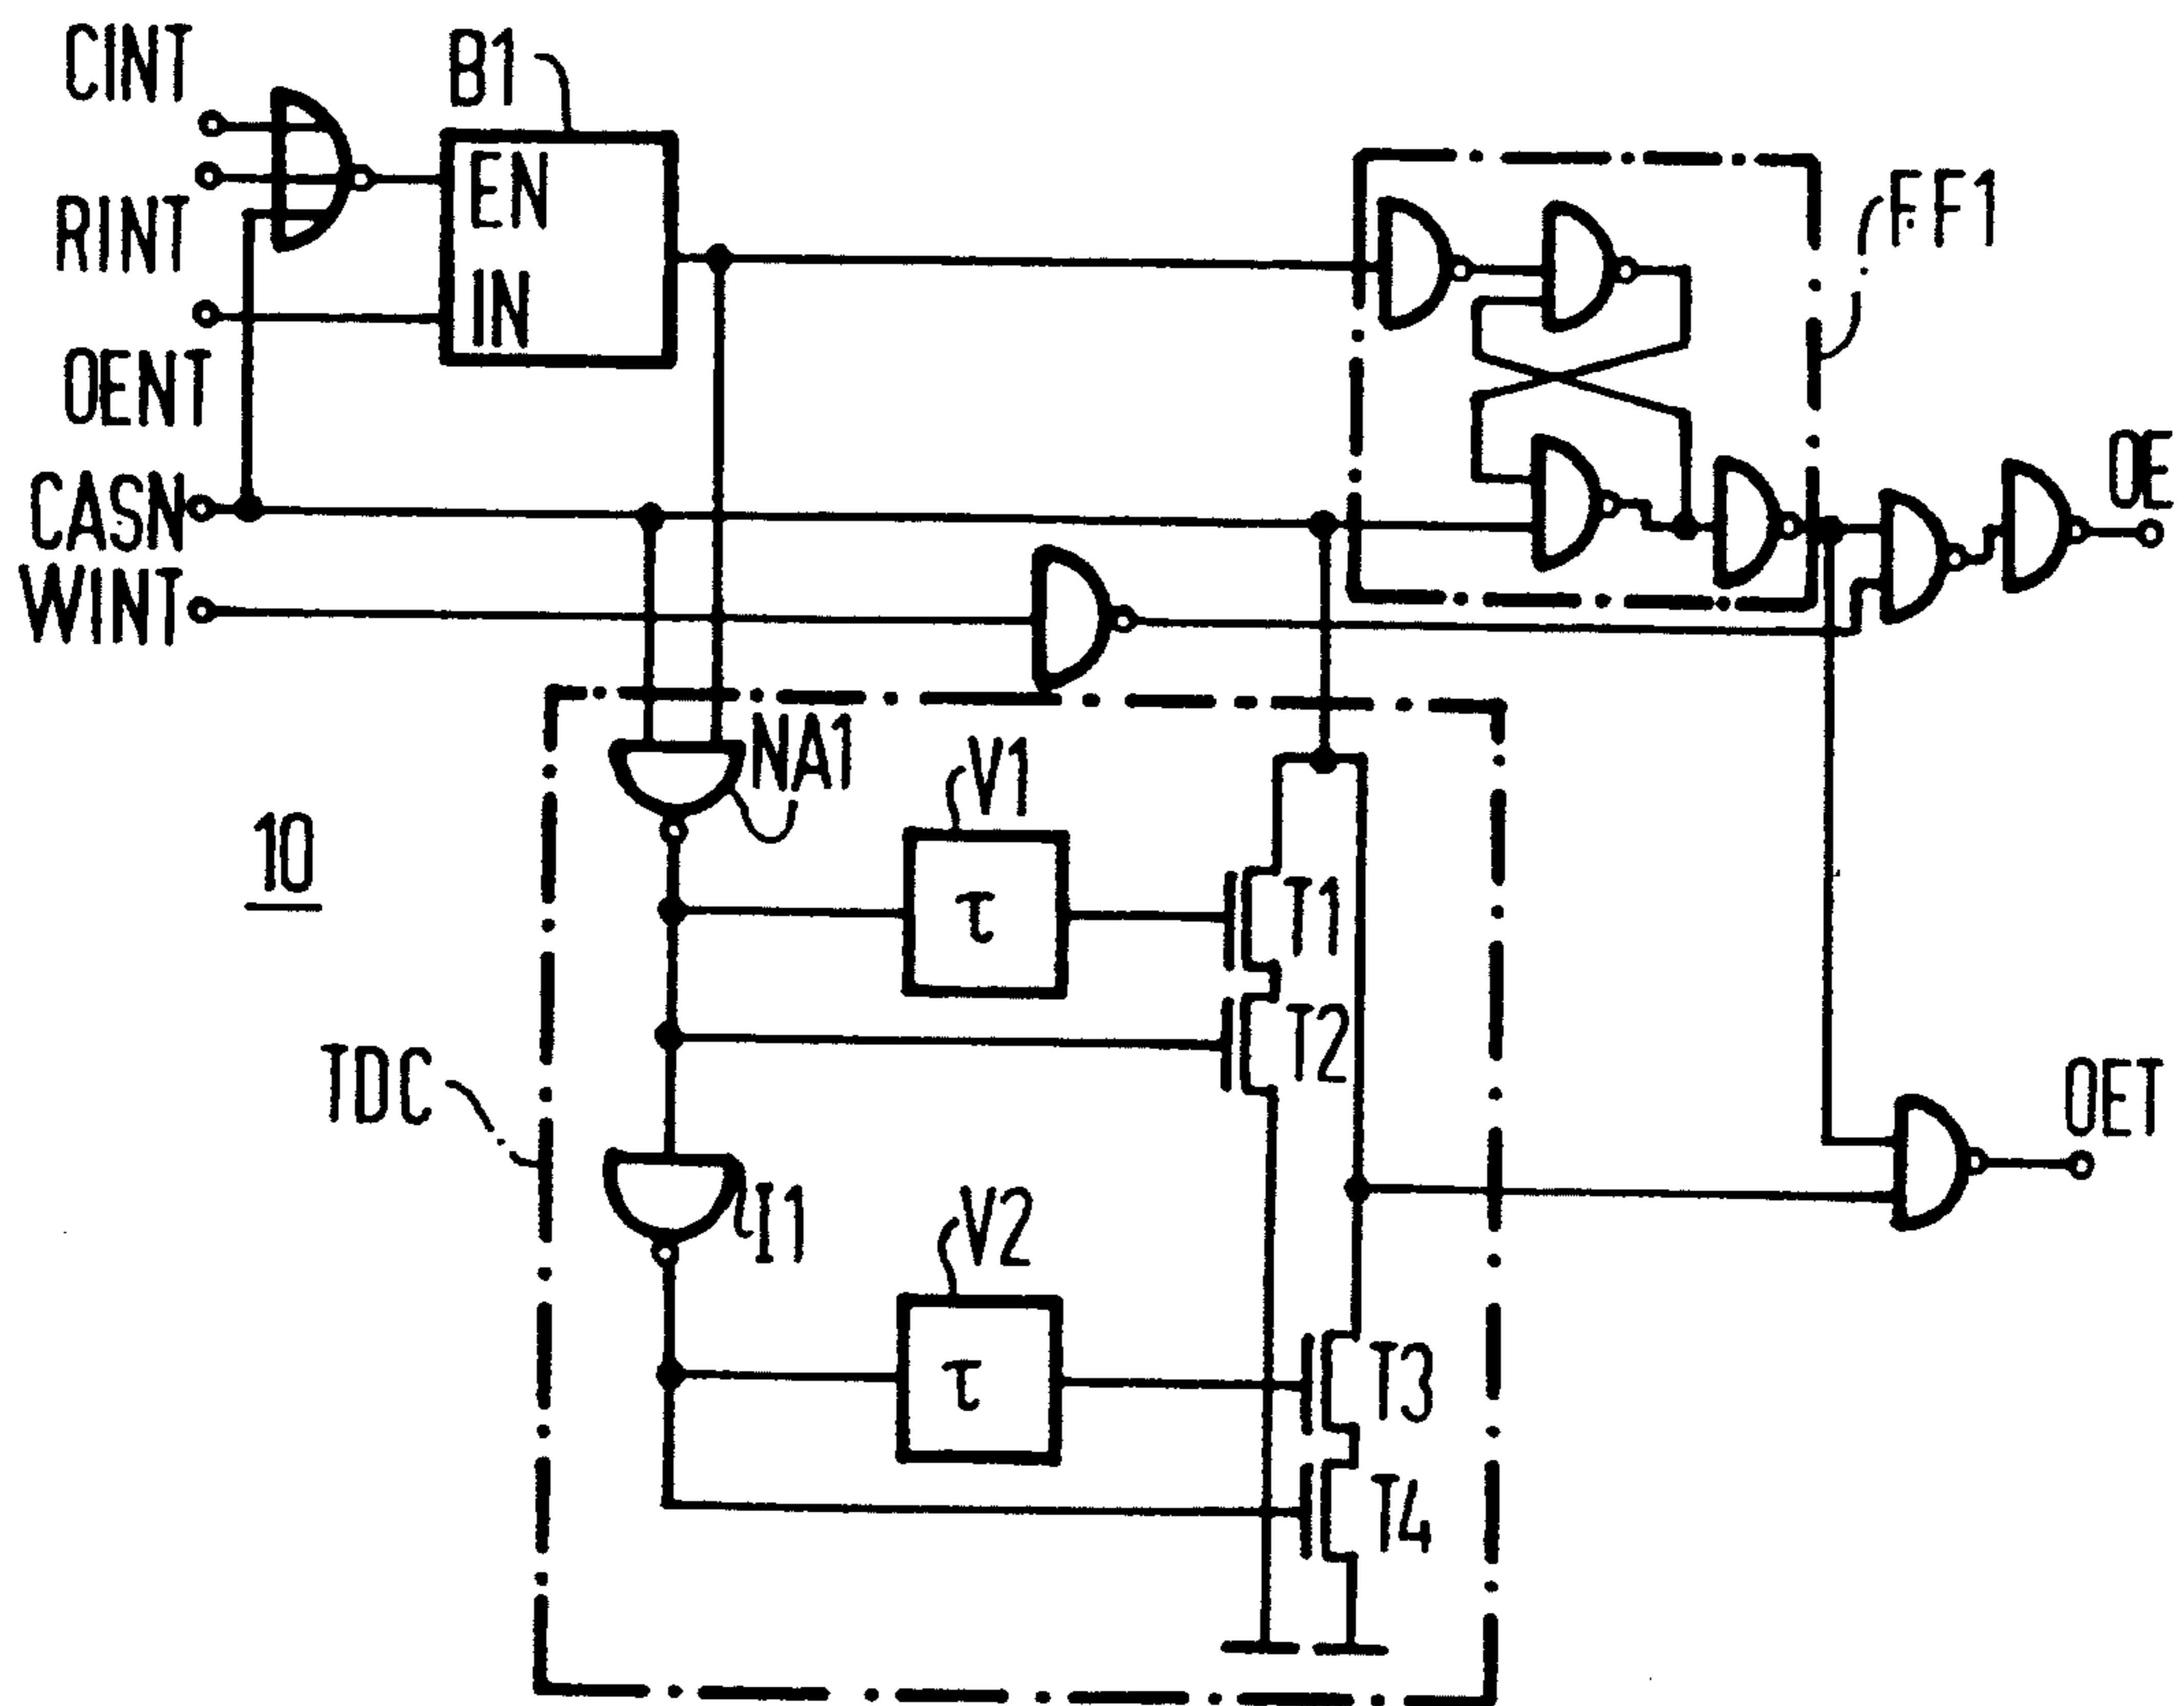 CINT
B1
EN
RINT
IN
FF1
OENT
OE
CASN
WINT
NA1
V1
10
τ
T1
T2
TDC
OET
I1
V2
τ
T3
T4